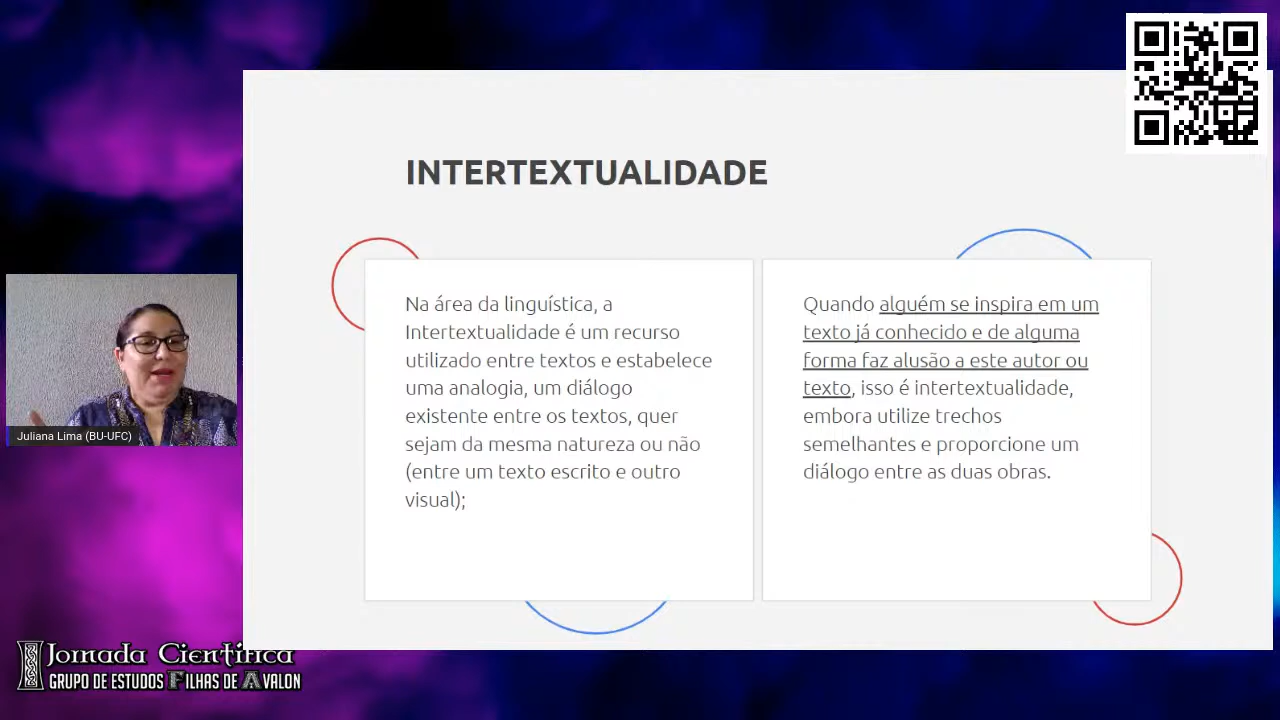 INTERTEXTUALIDADE
Na área da linguística, a
Intertextualidade é um recurso
utilizado entre textos e estabelece
uma analogia, um diálogo
existente entre os textos, quer
sejam da mesma natureza ou não
(entre um texto escrito e outro
visual);
Quando alguém se inspira em um
texto já conhecido e de alguma
forma faz alusão a este autor ou
texto, isso é intertextualidade,
embora utilize trechos
semelhantes e proporcione um
diálogo entre as duas obras.
Juliana Lima (BU-UFC)
Jornada Científica
GRUPO DE ESTUDOS FILHAS DE AVALON